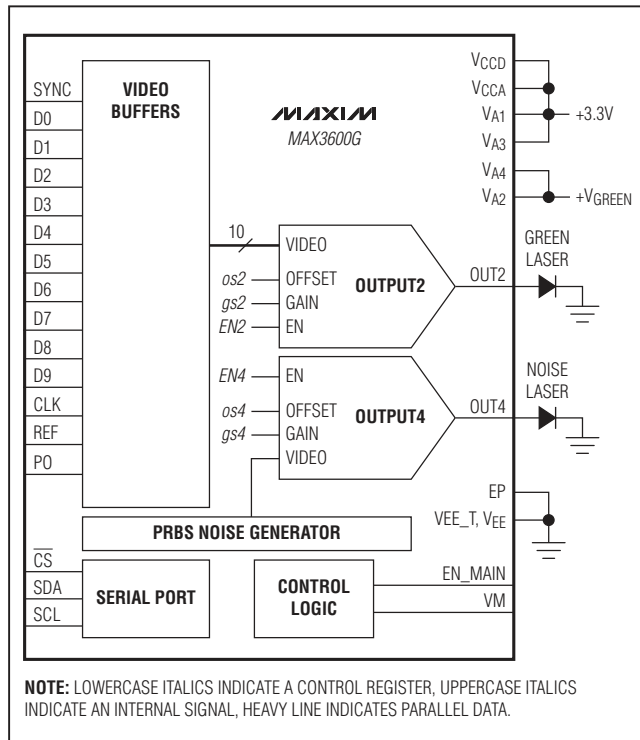 SYNC
D0
D1
D2
D3
D4
D5
D6
D7
D8
D9
CLK
REF
PO
CS
SDA
SCL
VIDEO
BUFFERS
MAXIM
MAX3600G
VCCD
VCCA
VA1
VA3
+3.3V
VA4
VA2
+VGREEN
10
VIDEO
os2
OFFSET
gs2
GAIN
EN2
EN
OUTPUT2
OUT2
GREEN
LASER
EN4
EN
os4
OFFSET
gs4
GAIN
VIDEO
OUTPUT4
OUT4
NOISE
LASER
PRBS NOISE GENERATOR
EP
VEE_T, VEE
SERIAL PORT
CONTROL
LOGIC
EN_MAIN
VM
NOTE: LOWERCASE ITALICS INDICATE A CONTROL REGISTER, UPPERCASE ITALICS
INDICATE AN INTERNAL SIGNAL, HEAVY LINE INDICATES PARALLEL DATA.